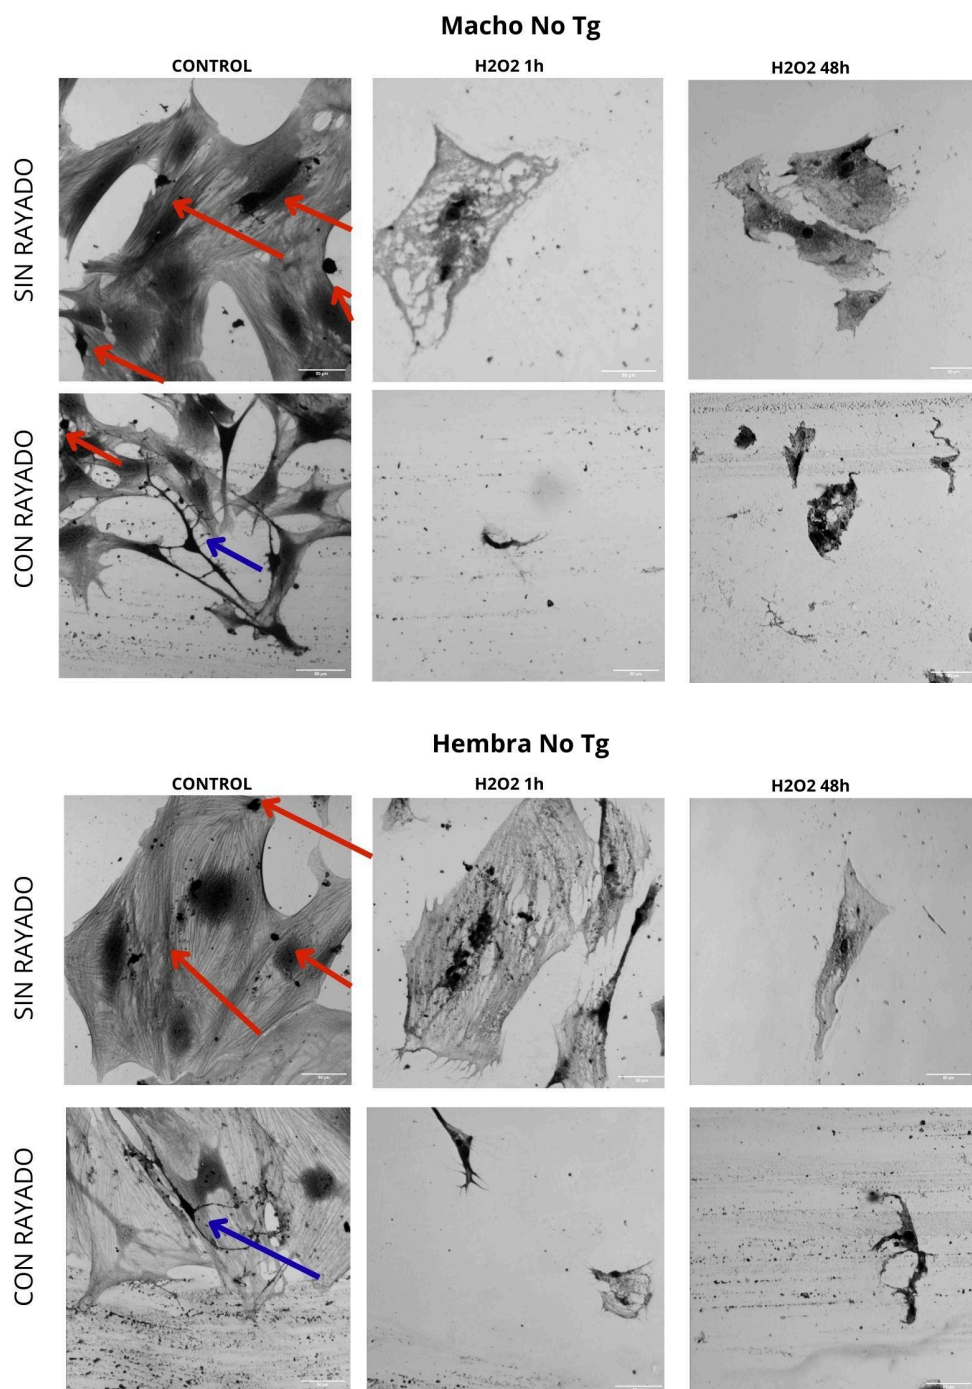 Macho No Tg
CONTROL
H2O2 1h
H2O2 48h
SIN RAYADO
CON RAYADO
Hembra No Tg
CONTROL
H2O2 1h
H2O2 48h
SIN RAYADO
CON RAYADO